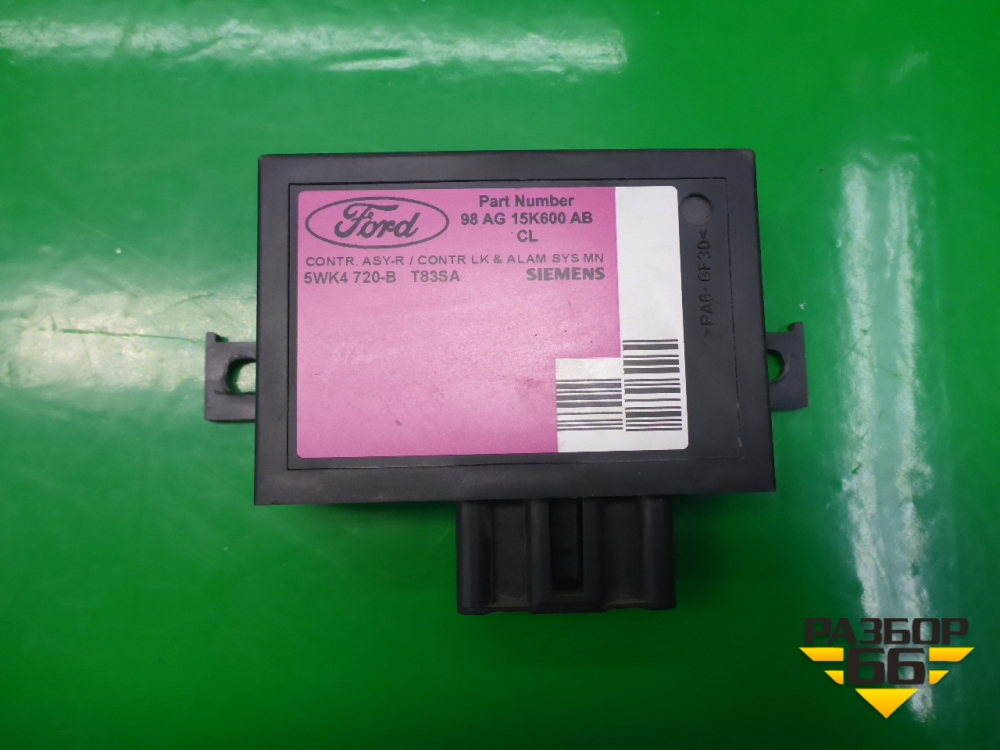 Ford
Part Number
98 AG 15K600 AB
CL
CONTR. ASY-R / CONTR LK & ALAM SYS MN
5WK4 720-B T83SA SIEMENS
>PA6-GF30<
РАЗБОР
66